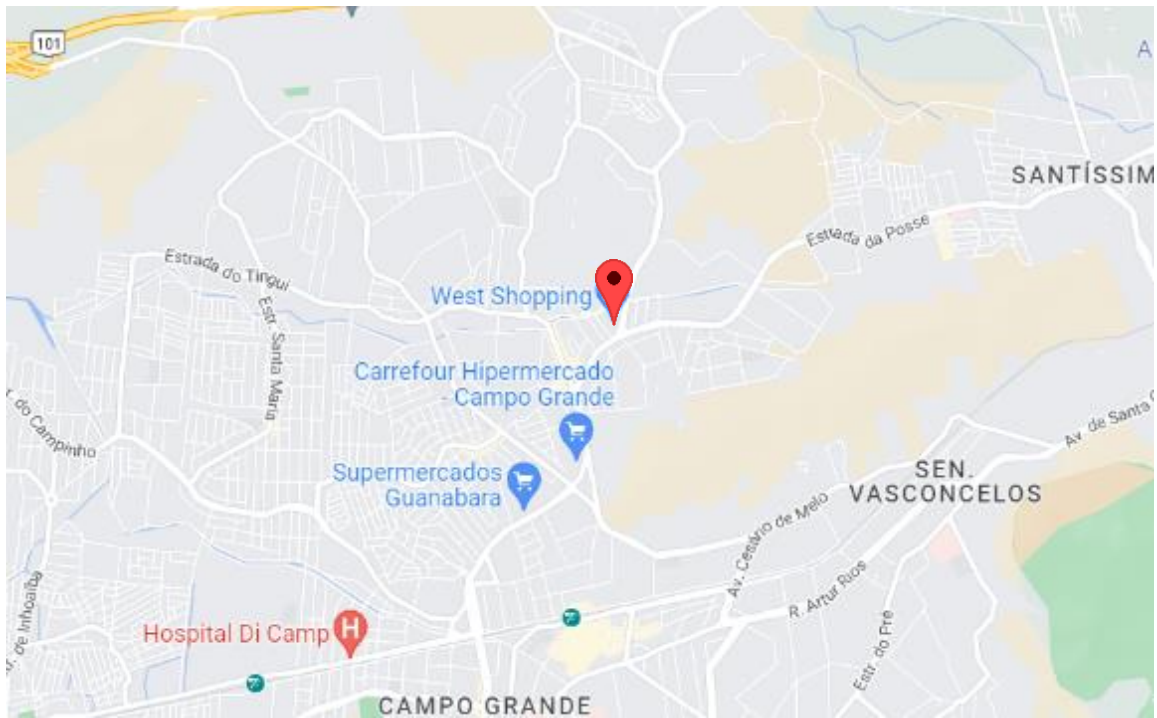 101
A
SANTÍSSIM
Estrada da Posse
Estrada do Tingui
West Shopping
Estr. Santa Maria
Carrefour Hipermercado
- Campo Grande
r. do Campinho
Av. de Santa C
Supermercados
Guanabara
SEN.
VASCONCELOS
Av. Cesário de Melo
R. Artur Rios
r. de Inhoaíba
Hospital Di Camp
H
Estr. do Pré
CAMPO GRANDE